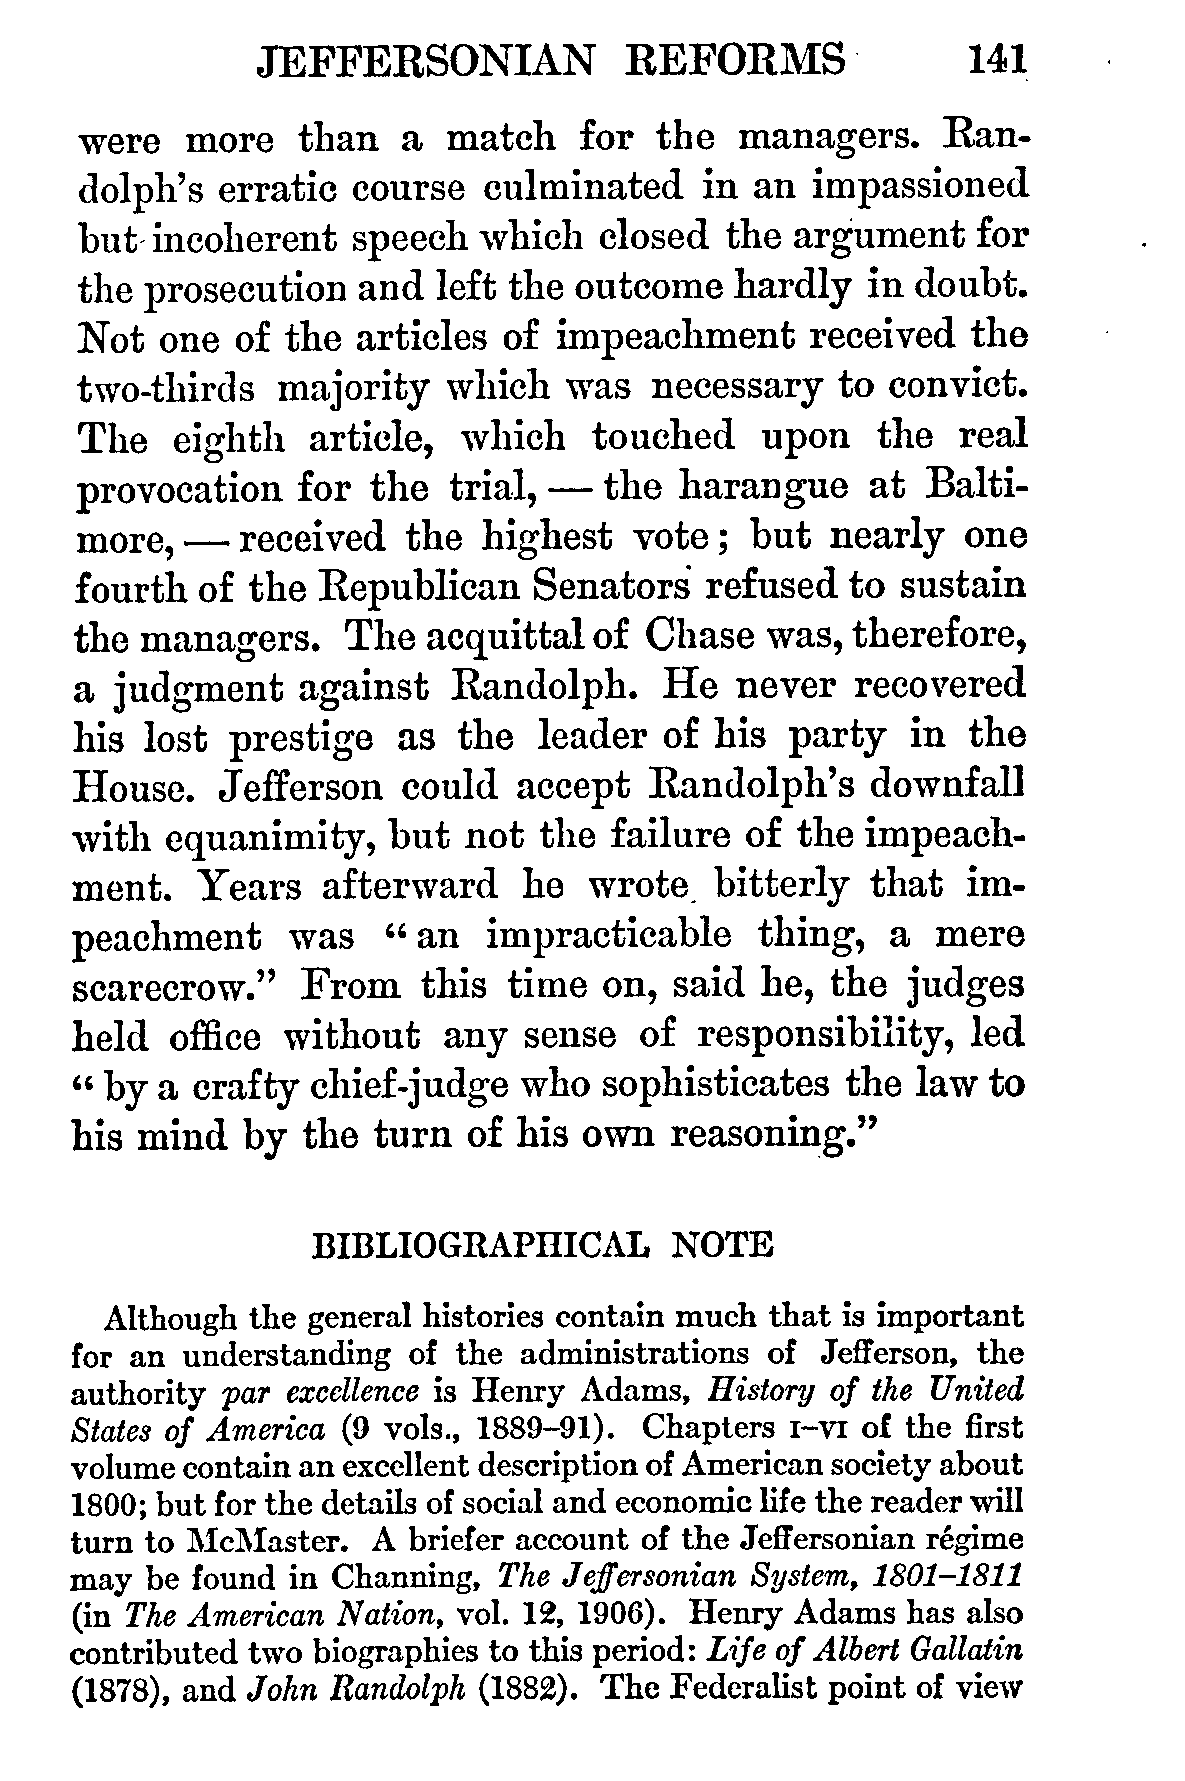 JEFFERSONIAN REFORMS 141
were more than a match for the managers. Ran-
dolph's erratic course culminated in an impassioned
but incoherent speech which closed the argument for
the prosecution and left the outcome hardly in doubt.
Not one of the articles of impeachment received the
two-thirds majority which was necessary to convict.
The eighth article, which touched upon the real
provocation for the trial, — the harangue at Balti-
more, — received the highest vote; but nearly one
fourth of the Republican Senators refused to sustain
the managers. The acquittal of Chase was, therefore,
a judgment against Randolph. He never recovered
his lost prestige as the leader of his party in the
House. Jefferson could accept Randolph's downfall
with equanimity, but not the failure of the impeach-
ment. Years afterward he wrote bitterly that im-
peachment was "an impracticable thing, a mere
scarecrow." From this time on, said he, the judges
held office without any sense of responsibility, led
"by a crafty chief-judge who sophisticates the law to
his mind by the turn of his own reasoning."
BIBLIOGRAPHICAL NOTE
Although the general histories contain much that is important
for an understanding of the administrations of Jefferson, the
authority par excellence is Henry Adams, History of the United
States of America (9 vols., 1889–91). Chapters I–VI of the first
volume contain an excellent description of American society about
1800; but for the details of social and economic life the reader will
turn to McMaster. A briefer account of the Jeffersonian régime
may be found in Channing, The Jeffersonian System, 1801–1811
(in The American Nation, vol. 12, 1906). Henry Adams has also
contributed two biographies to this period: Life of Albert Gallatin
(1878), and John Randolph (1882). The Federalist point of view